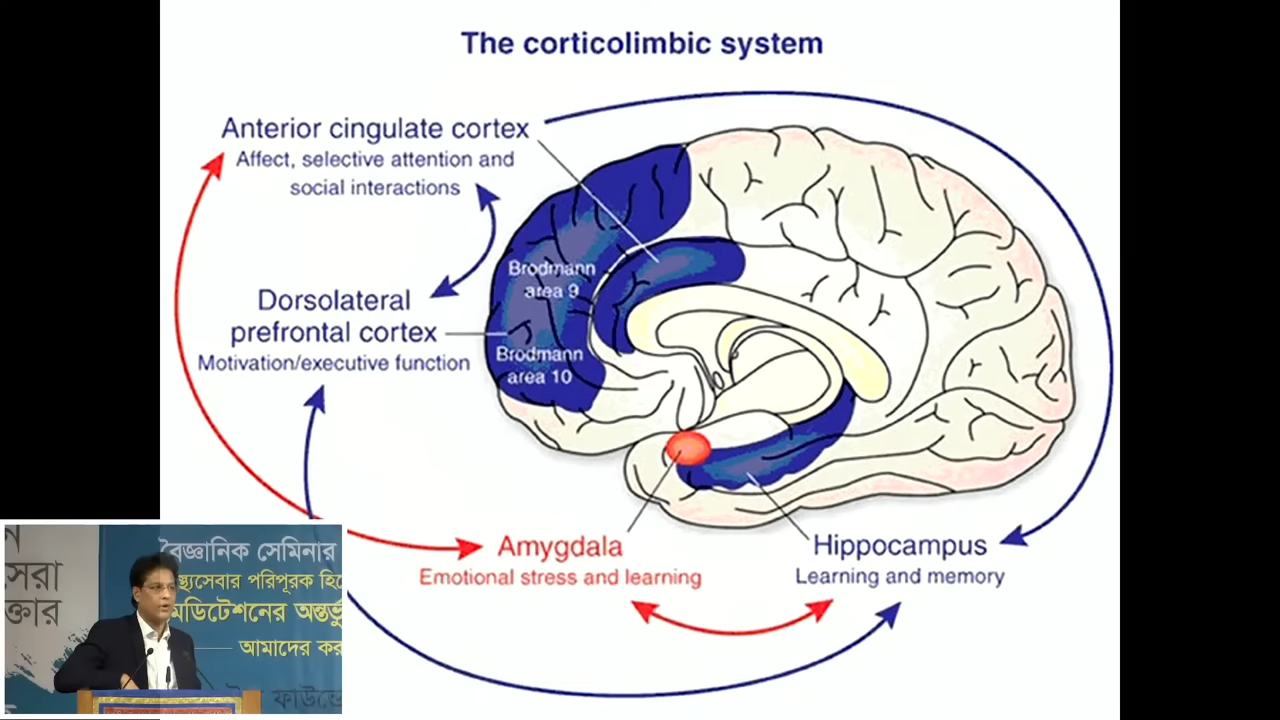 The corticolimbic system
Anterior cingulate cortex
Affect, selective attention and
social interactions
Brodmann
area 9
Dorsolateral
prefrontal cortex
Motivation/executive function
Brodmann
area 10
Amygdala
Emotional stress and learning
Hippocampus
Learning and memory
সেরা
ক্তার
বৈজ্ঞানিক সেমিনার
স্থ্যসেবার পরিপূরক হি
মডিটেশনের অন্তর্ভু
আমাদের কর
ফাউন্ডে